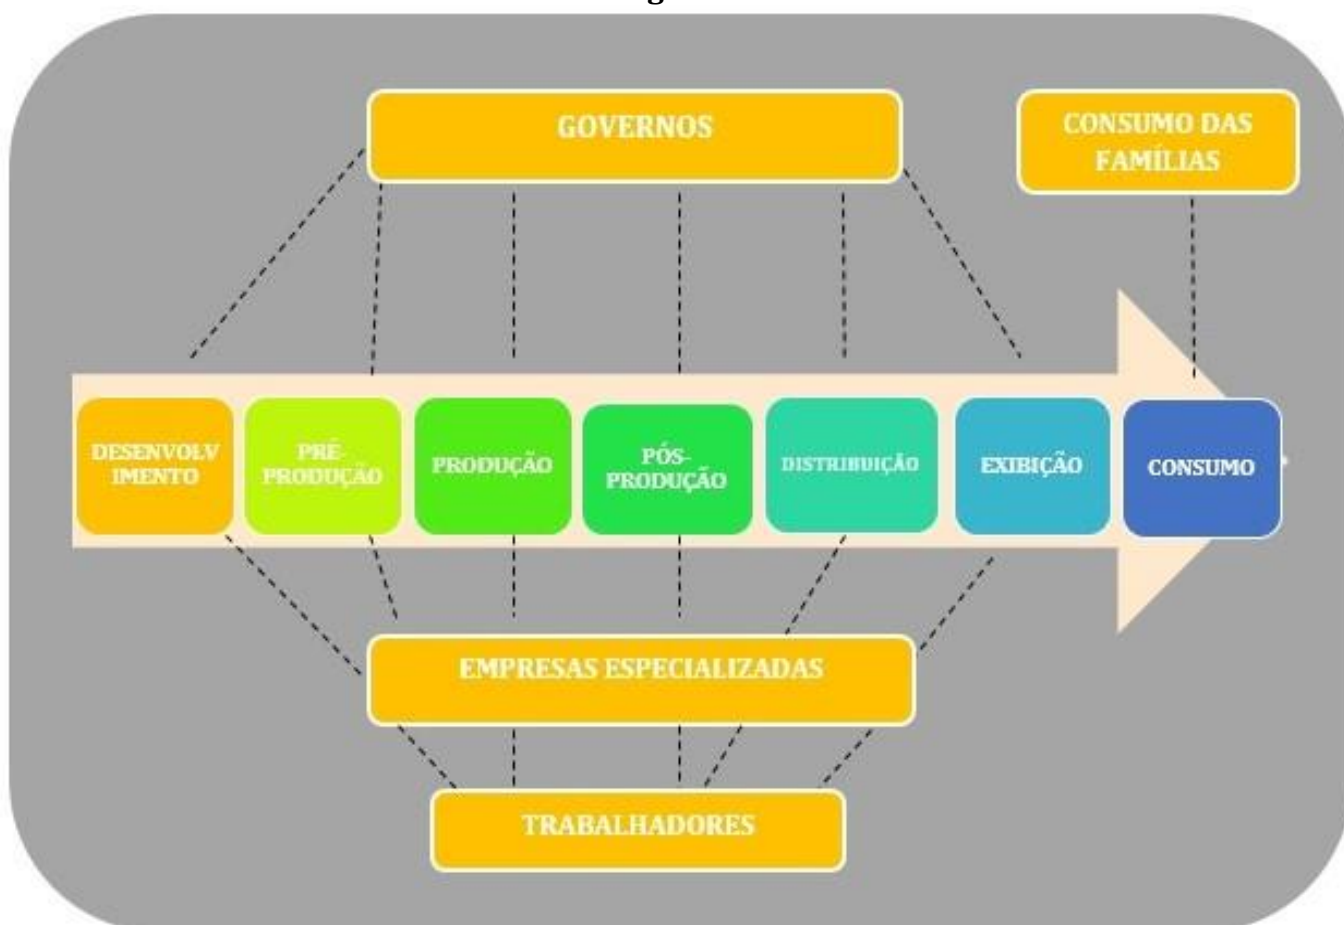 GOVERNOS
CONSUMO DAS
FAMÍLIAS
DESENVOLV
IMENTO
PRÉ-
PRODUÇÃO
PRODUÇÃO
PÓS-
PRODUÇÃO
DISTRIBUIÇÃO
EXIBIÇÃO
CONSUMO
EMPRESAS ESPECIALIZADAS
TRABALHADORES